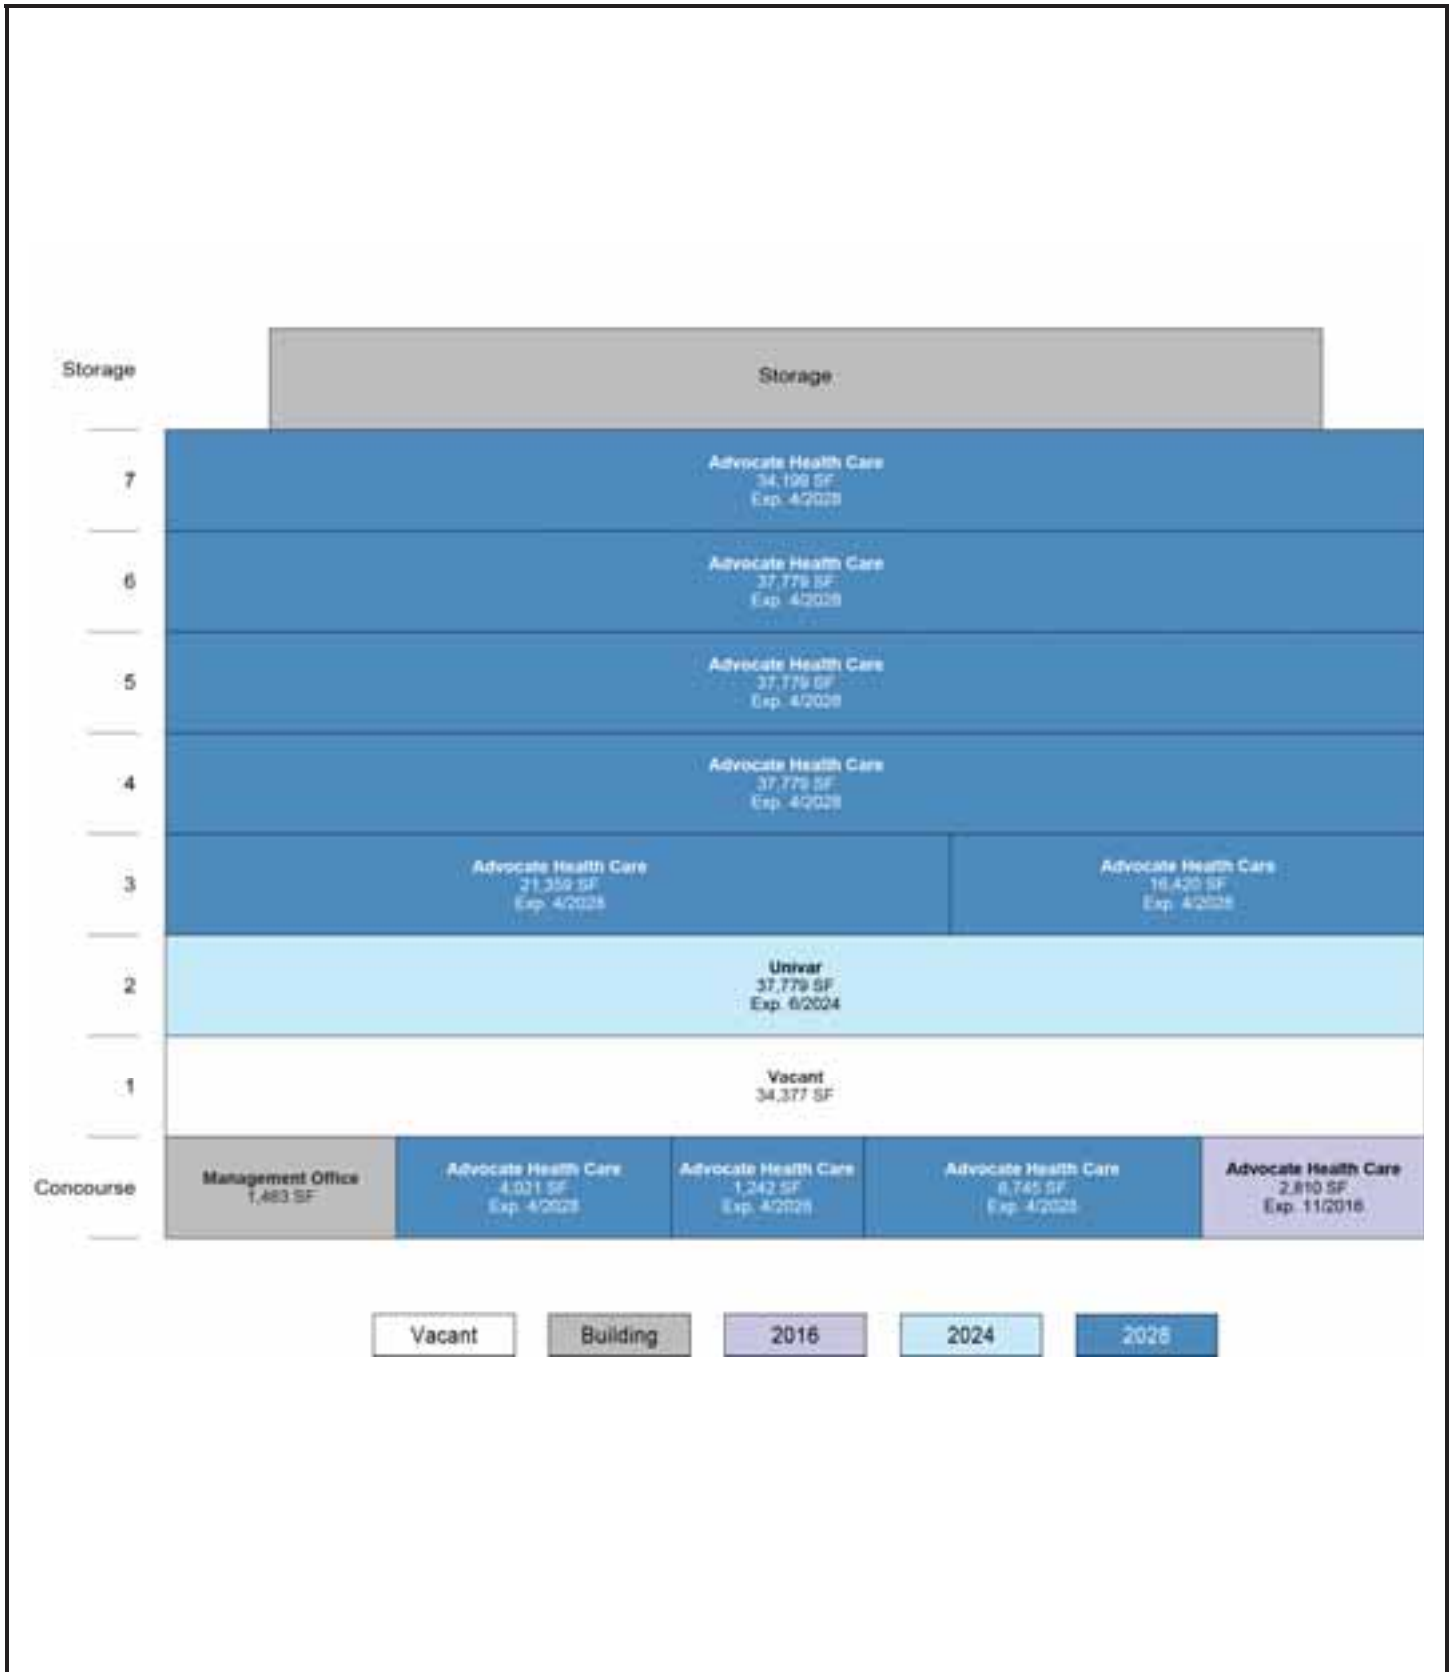 Storage
Storage
7
Advocate Health Care
34,199 SF
Exp. 4/2028
6
Advocate Health Care
37,779 SF
Exp. 4/2028
5
Advocate Health Care
37,779 SF
Exp. 4/2028
4
Advocate Health Care
37,779 SF
Exp. 4/2028
3
Advocate Health Care
21,359 SF
Exp. 4/2028
Advocate Health Care
16,420 SF
Exp. 4/2028
2
Univar
37,779 SF
Exp. 6/2024
1
Vacant
34,377 SF
Concourse
Management Office
SF
Advocate Health Care
4,021 SF
Exp. 4/2028
Advocate Health Care
1,242 SF
Exp. 4/2028
Advocate Health Care
SF
Exp. 4/2028
Advocate Health Care
2,810 SF
Exp. 11/2016
Vacant
Building
2016
2024
2028